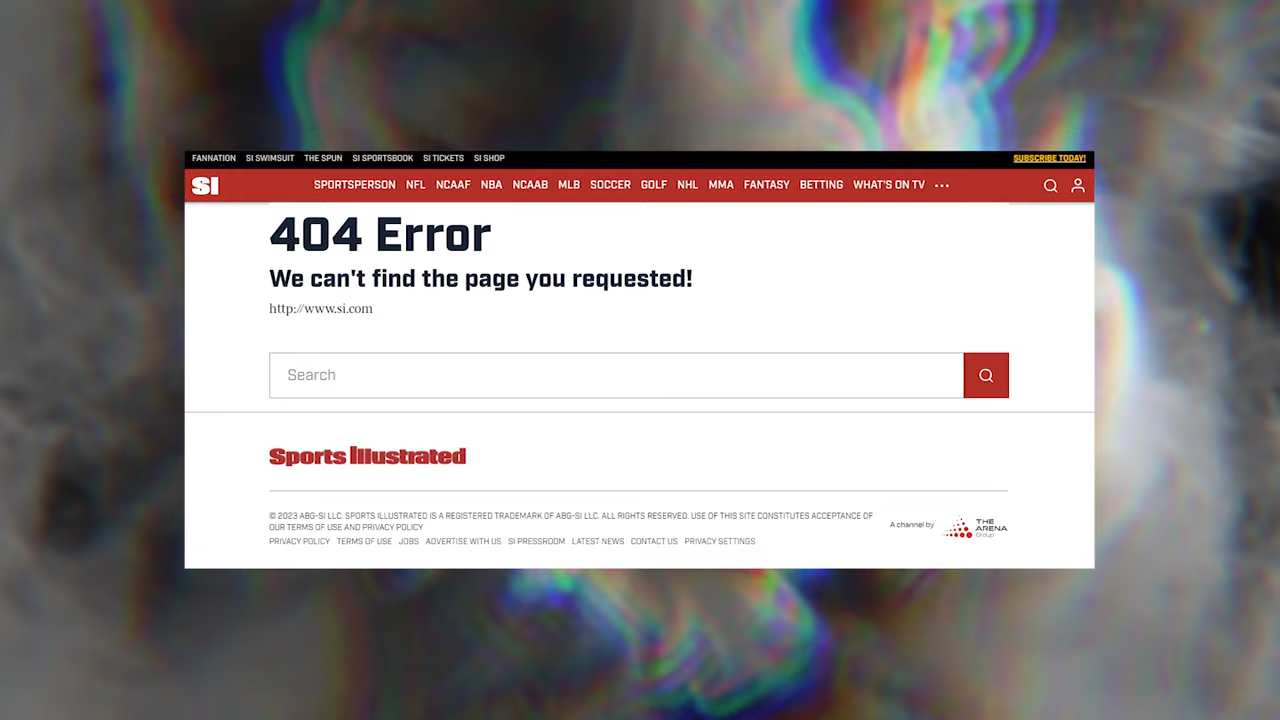 FANNATION SI SWIMSUIT THE SPUN SI SPORTSBOOK SI TICKETS SI SHOP SUBSCRIBE TODAY!
SI SPORTSPERSON NFL NCAAF NBA NCAAB MLB SOCCER GOLF NHL MMA FANTASY BETTING WHAT'S ON TV
404 Error
We can't find the page you requested!
http://www.si.com
Search
Sports Illustrated
© 2023 ABG-SI LLC. SPORTS ILLUSTRATED IS A REGISTERED TRADEMARK OF ABG-SI LLC. ALL RIGHTS RESERVED. USE OF THIS SITE CONSTITUTES ACCEPTANCE OF
OUR TERMS OF USE AND PRIVACY POLICY
PRIVACY POLICY TERMS OF USE JOBS ADVERTISE WITH US SI PRESSROOM LATEST NEWS CONTACT US PRIVACY SETTINGS
A channel by
THE
ARENA
Group